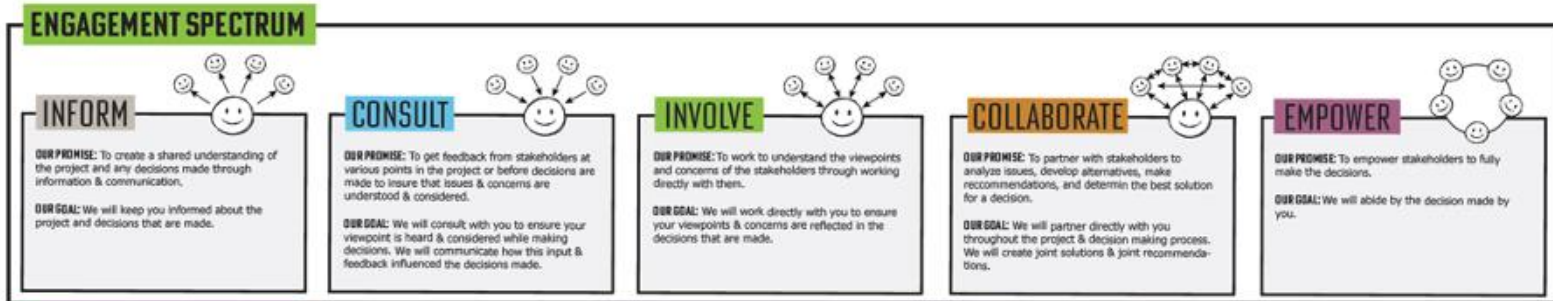 ENGAGEMENT SPECTRUM
INFORM
OUR PROMISE: To create a shared understanding of
the project and any decisions made through
information & communication.
OUR GOAL: We will keep you informed about the
project and decisions that are made.
CONSULT
OUR PROMISE: To get feedback from stakeholders at
various points in the project or before decisions are
made to insure that issues & concerns are
understood & considered.
OUR GOAL: We will consult with you to ensure your
viewpoint is heard & considered while making
decisions. We will communicate how this input &
feedback influenced the decisions made.
INVOLVE
OUR PROMISE: To work to understand the viewpoints
and concerns of the stakeholders through working
directly with them.
OUR GOAL: We will work directly with you to ensure
your viewpoints & concerns are reflected in the
decisions that are made.
COLLABORATE
OUR PROMISE: To partner with stakeholders to
analyze issues, develop alternatives, make
reccommendations, and determin the best solution
for a decision.
OUR GOAL: We will partner directly with you
throughout the project & decision making process.
We will create joint solutions & joint recommenda-
tions.
EMPOWER
OUR PROMISE: To empower stakeholders to fully
make the decisions.
OUR GOAL: We will abide by the decision made by
you.